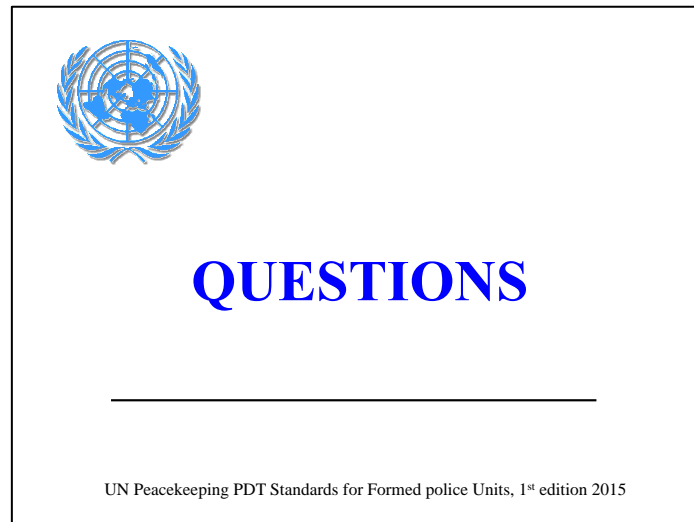 QUESTIONS
UN Peacekeeping PDT Standards for Formed police Units, 1st edition 2015